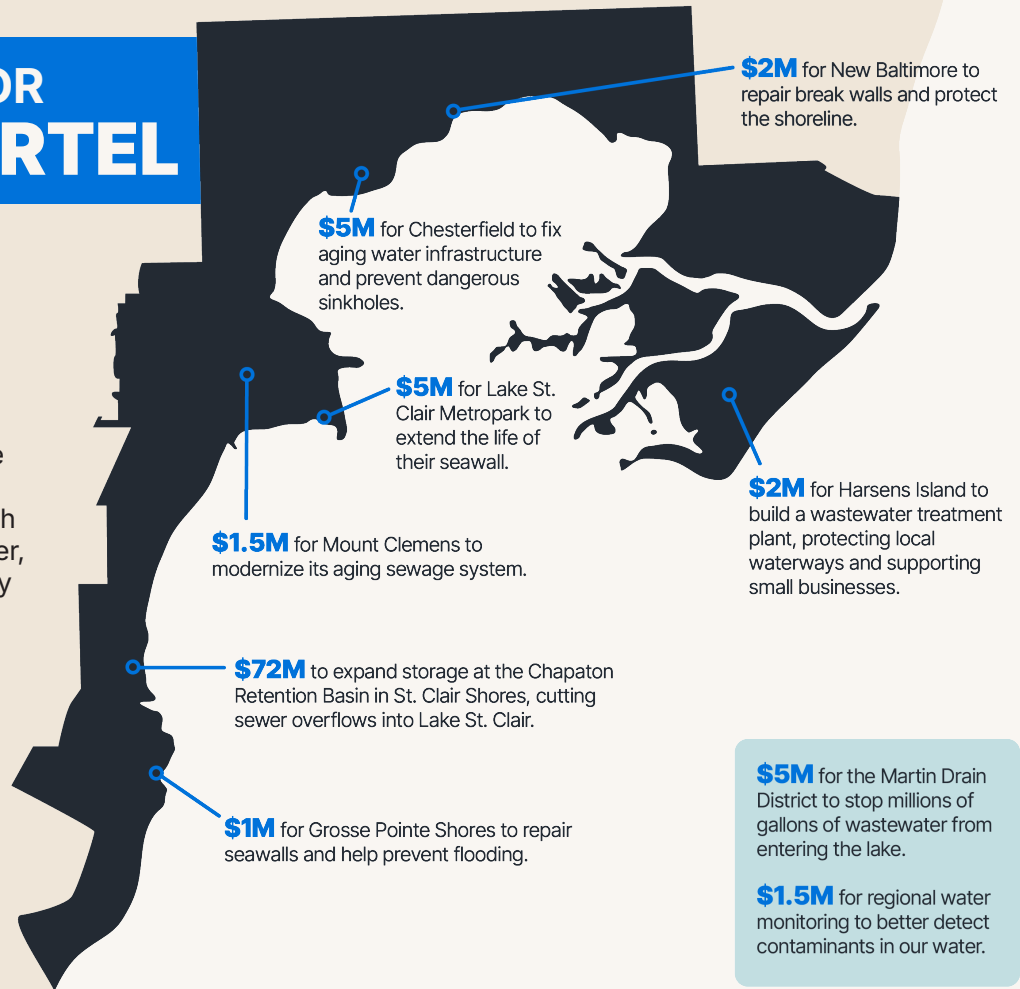 OR
RTEL
$2M for New Baltimore to
repair break walls and protect
the shoreline.
$5M for Chesterfield to fix
aging water infrastructure
and prevent dangerous
sinkholes.
$5M for Lake St.
Clair Metropark to
extend the life of
their seawall.
e
h
er,
y
$2M for Harsens Island to
build a wastewater treatment
plant, protecting local
waterways and supporting
small businesses.
$1.5M for Mount Clemens to
modernize its aging sewage system.
$72M to expand storage at the Chapaton
Retention Basin in St. Clair Shores, cutting
sewer overflows into Lake St. Clair.
$1M for Grosse Pointe Shores to repair
seawalls and help prevent flooding.
$5M for the Martin Drain
District to stop millions of
gallons of wastewater from
entering the lake.
$1.5M for regional water
monitoring to better detect
contaminants in our water.